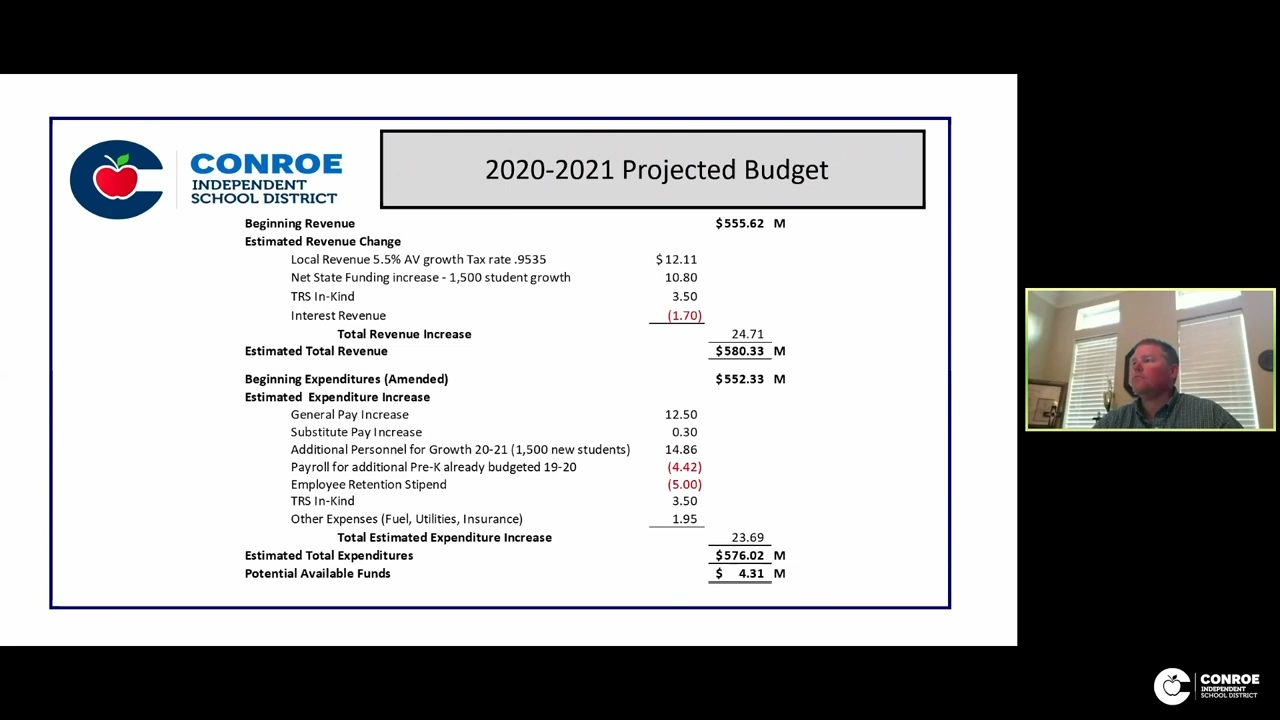 CONROE
INDEPENDENT
SCHOOL DISTRICT
2020-2021 Projected Budget
Beginning Revenue $555.62 M
Estimated Revenue Change
Local Revenue 5.5% AV growth Tax rate .9535 $12.11
Net State Funding increase - 1,500 student growth 10.80
TRS In-Kind 3.50
Interest Revenue (1.70)
Total Revenue Increase 24.71
Estimated Total Revenue $580.33 M
Beginning Expenditures (Amended) $552.33 M
Estimated Expenditure Increase
General Pay Increase 12.50
Substitute Pay Increase 0.30
Additional Personnel for Growth 20-21 (1,500 new students) 14.86
Payroll for additional Pre-K already budgeted 19-20 (4.42)
Employee Retention Stipend (5.00)
TRS In-Kind 3.50
Other Expenses (Fuel, Utilities, Insurance) 1.95
Total Estimated Expenditure Increase 23.69
Estimated Total Expenditures $576.02 M
Potential Available Funds $ 4.31 M
CONROE
INDEPENDENT
SCHOOL DISTRICT